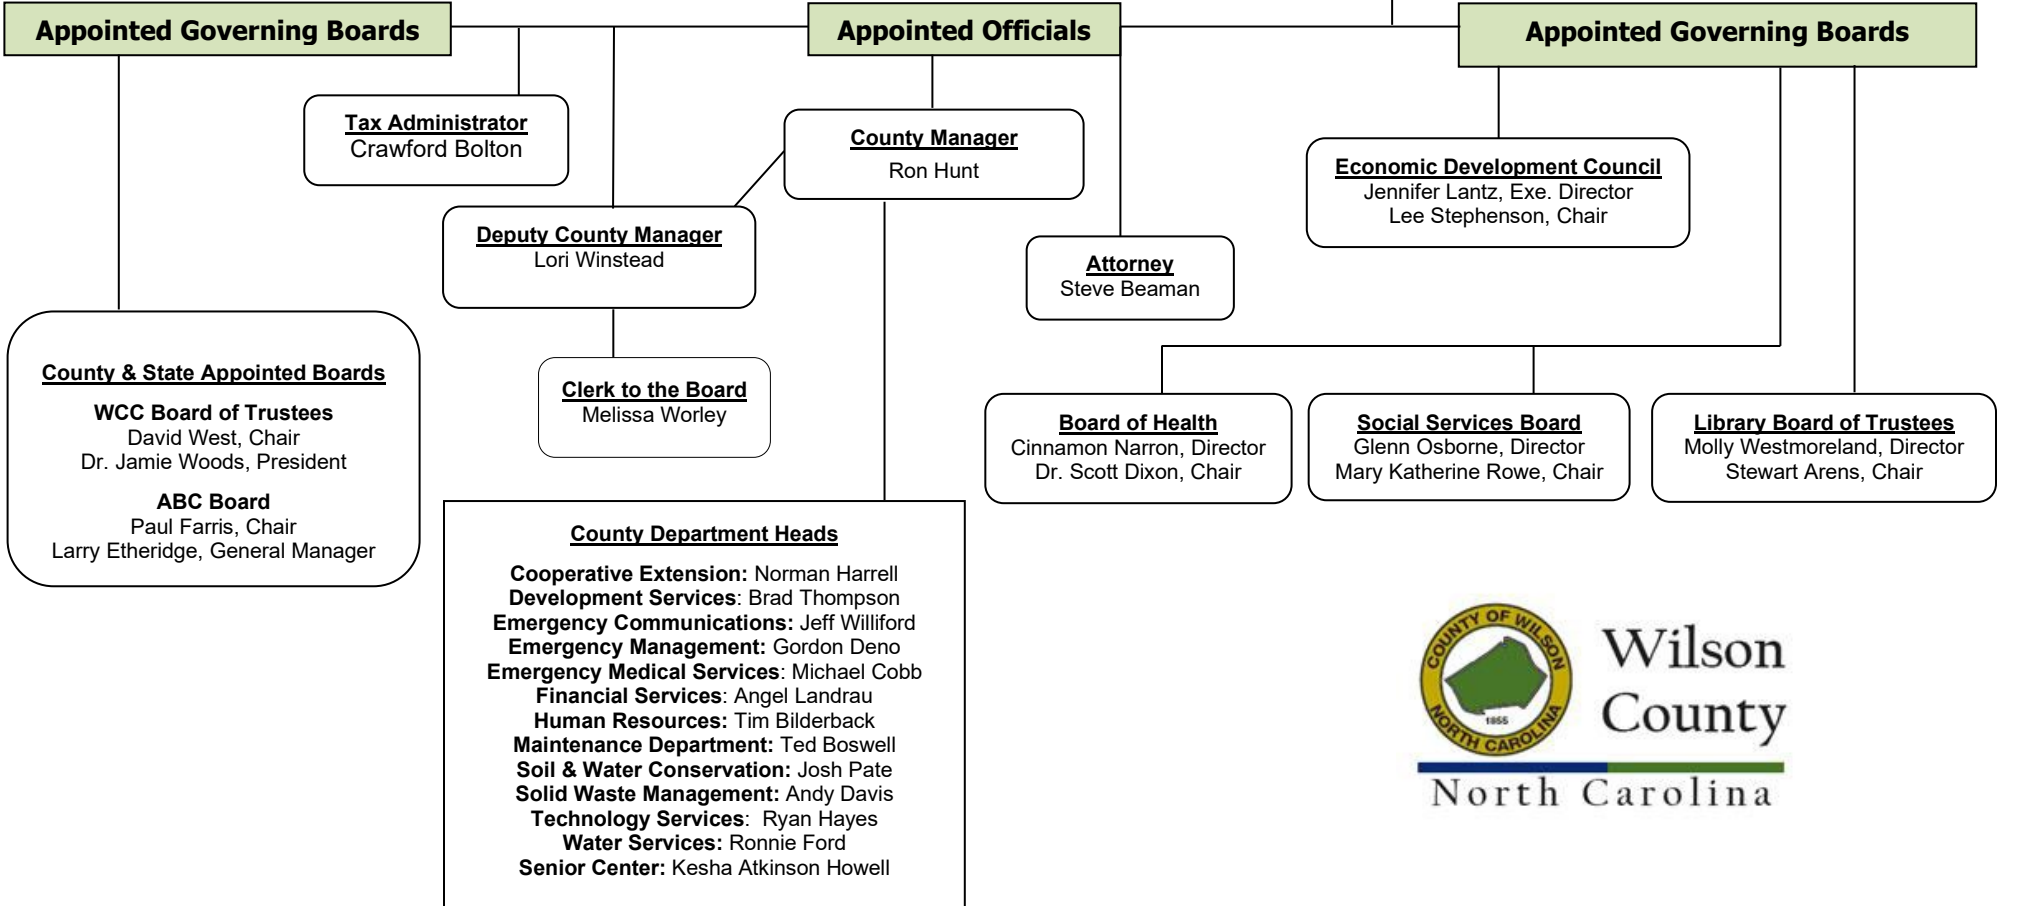 Appointed Governing Boards
Appointed Officials
Appointed Governing Boards
Tax Administrator
Crawford Bolton
County Manager
Ron Hunt
Economic Development Council
Jennifer Lantz, Exe. Director
Lee Stephenson, Chair
Deputy County Manager
Lori Winstead
Attorney
Steve Beaman
County & State Appointed Boards
WCC Board of Trustees
David West, Chair
Dr. Jamie Woods, President
ABC Board
Paul Farris, Chair
Larry Etheridge, General Manager
Clerk to the Board
Melissa Worley
Board of Health
Cinnamon Narron, Director
Dr. Scott Dixon, Chair
Social Services Board
Glenn Osborne, Director
Mary Katherine Rowe, Chair
Library Board of Trustees
Molly Westmoreland, Director
Stewart Arens, Chair
County Department Heads
Cooperative Extension: Norman Harrell
Development Services: Brad Thompson
Emergency Communications: Jeff Williford
Emergency Management: Gordon Deno
Emergency Medical Services: Michael Cobb
Financial Services: Angel Landrau
Human Resources: Tim Bilderback
Maintenance Department: Ted Boswell
Soil & Water Conservation: Josh Pate
Solid Waste Management: Andy Davis
Technology Services:  Ryan Hayes
Water Services: Ronnie Ford
Senior Center: Kesha Atkinson Howell
COUNTY OF WILSON
1855
NORTH CAROLINA
Wilson
County
North Carolina